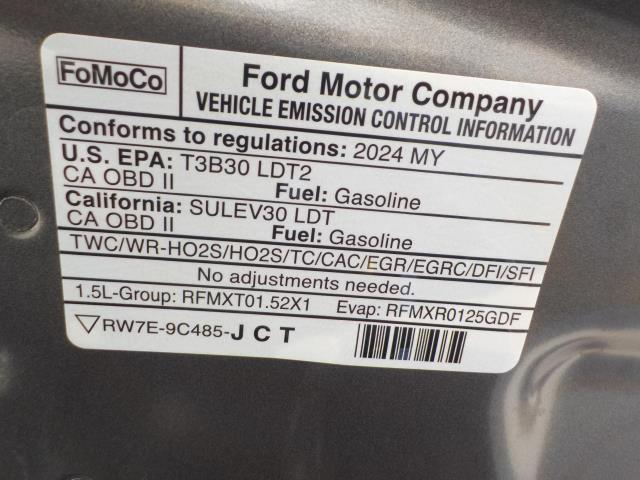 FoMoCo
Ford Motor Company
VEHICLE EMISSION CONTROL INFORMATION
Conforms to regulations: 2024 MY
U.S. EPA: T3B30 LDT2
CA OBD II Fuel: Gasoline
California: SULEV30 LDT
CA OBD II Fuel: Gasoline
TWC/WR-HO2S/HO2S/TC/CAC/EGR/EGRC/DFI/SFI
No adjustments needed.
1.5L-Group: RFMXT01.52X1 Evap: RFMXR0125GDF
▽RW7E-9C485-J C T